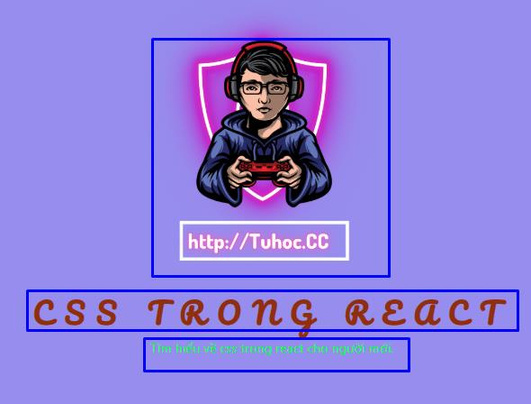 http://Tuhoc.CC
CSS TRONG REACT
Tìm hiểu về css trong react cho người mới